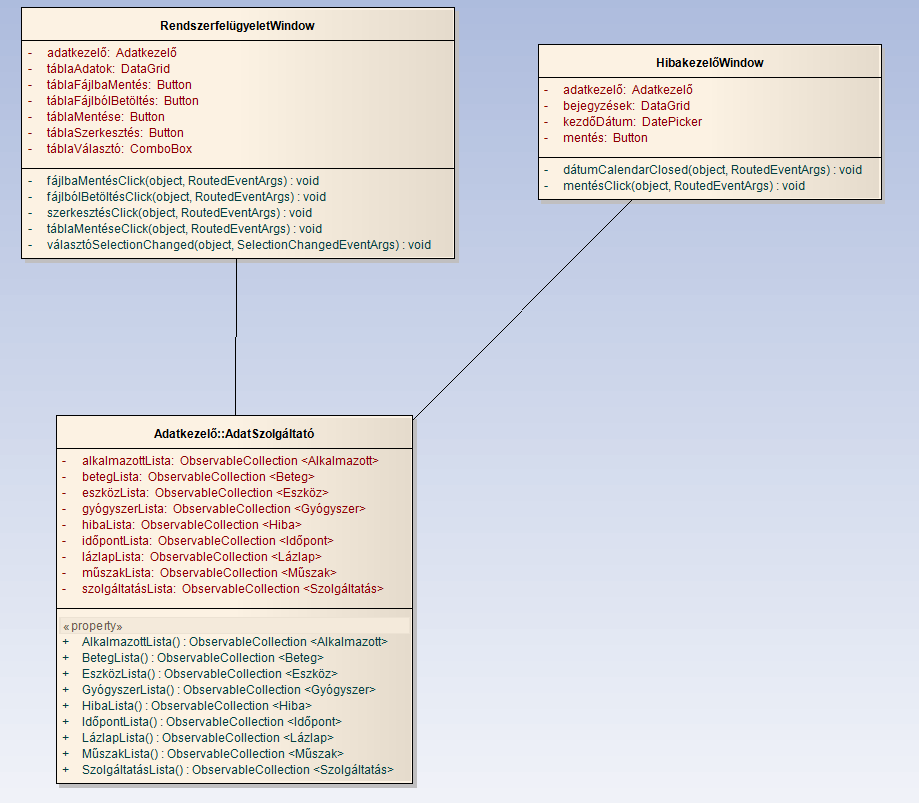 RendszerfelügyeletWindow
- adatkezelő: Adatkezelő
- táblaAdatok: DataGrid
- táblaFájlbaMentés: Button
- táblaFájlbólBetöltés: Button
- táblaMentése: Button
- táblaSzerkesztés: Button
- táblaVálasztó: ComboBox
- fájlbaMentésClick(object, RoutedEventArgs) : void
- fájlbólBetöltésClick(object, RoutedEventArgs) : void
- szerkesztésClick(object, RoutedEventArgs) : void
- táblaMentéseClick(object, RoutedEventArgs) : void
- választóSelectionChanged(object, SelectionChangedEventArgs) : void
HibakezelőWindow
- adatkezelő: Adatkezelő
- bejegyzések: DataGrid
- kezdőDátum: DatePicker
- mentés: Button
- dátumCalendarClosed(object, RoutedEventArgs) : void
- mentésClick(object, RoutedEventArgs) : void
Adatkezelő::AdatSzolgáltató
- alkalmazottLista: ObservableCollection <Alkalmazott>
- betegLista: ObservableCollection <Beteg>
- eszközLista: ObservableCollection <Eszköz>
- gyógyszerLista: ObservableCollection <Gyógyszer>
- hibaLista: ObservableCollection <Hiba>
- időpontLista: ObservableCollection <Időpont>
- lázlapLista: ObservableCollection <Lázlap>
- műszakLista: ObservableCollection <Műszak>
- szolgáltatásLista: ObservableCollection <Szolgáltatás>
«property»
+ AlkalmazottLista() : ObservableCollection <Alkalmazott>
+ BetegLista() : ObservableCollection <Beteg>
+ EszközLista() : ObservableCollection <Eszköz>
+ GyógyszerLista() : ObservableCollection <Gyógyszer>
+ HibaLista() : ObservableCollection <Hiba>
+ IdőpontLista() : ObservableCollection <Időpont>
+ LázlapLista() : ObservableCollection <Lázlap>
+ MűszakLista() : ObservableCollection <Műszak>
+ SzolgáltatásLista() : ObservableCollection <Szolgáltatás>